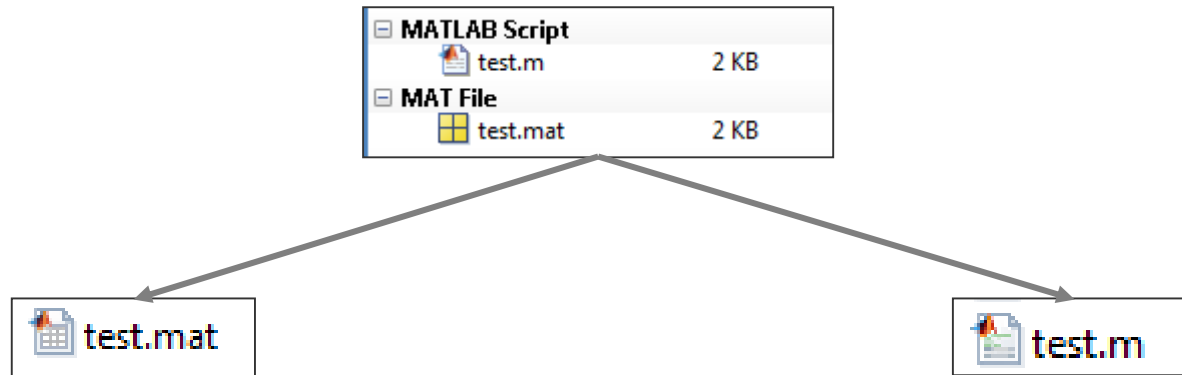 MATLAB Script
test.m 2 KB
MAT File
test.mat 2 KB
test.mat
test.m